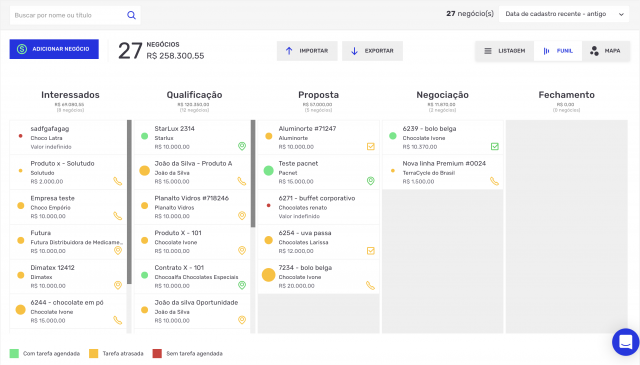 Buscar por nome ou título
27 negócio(s)
Data de cadastro recente - antigo
ADICIONAR NEGÓCIO
27 NEGÓCIOS
R$ 258.300,55
IMPORTAR
EXPORTAR
LISTAGEM
FUNIL
MAPA
Interessados
(8 negócios)
sadfgafagag
Choco Latra
Valor indefinido
Produto x - Solutudo
Solutudo
R$ 2.000,00
Empresa teste
Choco Empório
R$ 10.000,00
Futura
Futura Distribuidora de Medicame...
R$ 10.000,00
Dimatex 12412
Dimatex
R$ 10.000,00
6244 - chocolate em pó
Chocolate Ivone
R$ 15.000,00
Qualificação
R$ 120.350,00
StarLux 2314
Starlux
R$ 10.000,00
João da Silva - Produto A
João da Silva
R$ 15.000,00
Planalto Vidros #718246
Planalto Vidros
R$ 10.000,00
Produto X - 101
Chocolate Ivone
R$ 10.000,00
Contrato X - 101
Chocoalfa Chocolates Especiais
R$ 10.000,00
João da silva Oportunidade
João da Silva
R$ 10.000,00
Proposta
R$ 57.000,00
(5 negócios)
Aluminorte #71247
Aluminorte
R$ 10.000,00
Teste pacnet
Pacnet
R$ 15.000,00
6271 - buffet corporativo
Chocolates renato
Valor indefinido
6254 - uva passa
Chocolates Larissa
R$ 12.000,00
7234 - bolo belga
Chocolate Ivone
R$ 20.000,00
Negociação
R$ 11.870,00
(2 negócios)
6239 - bolo belga
Chocolate Ivone
R$ 10.370,00
Nova linha Premium #0024
TerraCycle do Brasil
R$ 1.500,00
Fechamento
R$ 0,00
(0 negócios)
Com tarefa agendada
Tarefa atrasada
Sem tarefa agendada